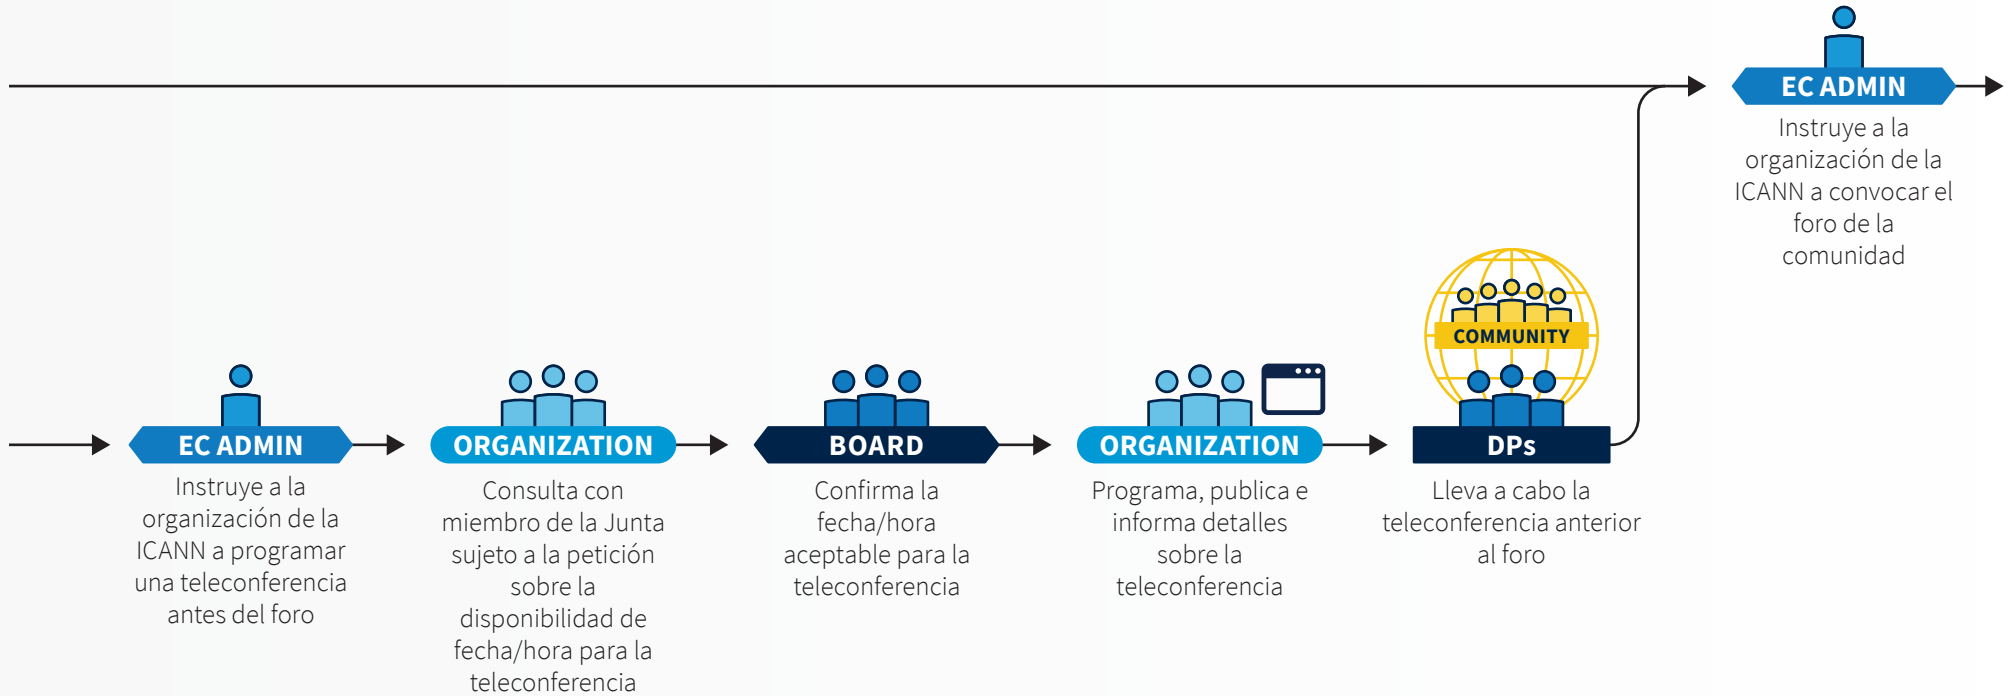 EC ADMIN
Instruye a la
organización de la
ICANN a convocar el
foro de la
comunidad
EC ADMIN
Instruye a la
organización de la
ICANN a programar
una teleconferencia
antes del foro
ORGANIZATION
Consulta con
miembro de la Junta
sujeto a la petición
sobre la
disponibilidad de
fecha/hora para la
teleconferencia
BOARD
Confirma la
fecha/hora
aceptable para la
teleconferencia
ORGANIZATION
Programa, publica e
informa detalles
sobre la
teleconferencia
COMMUNITY
DPs
Lleva a cabo la
teleconferencia anterior
al foro